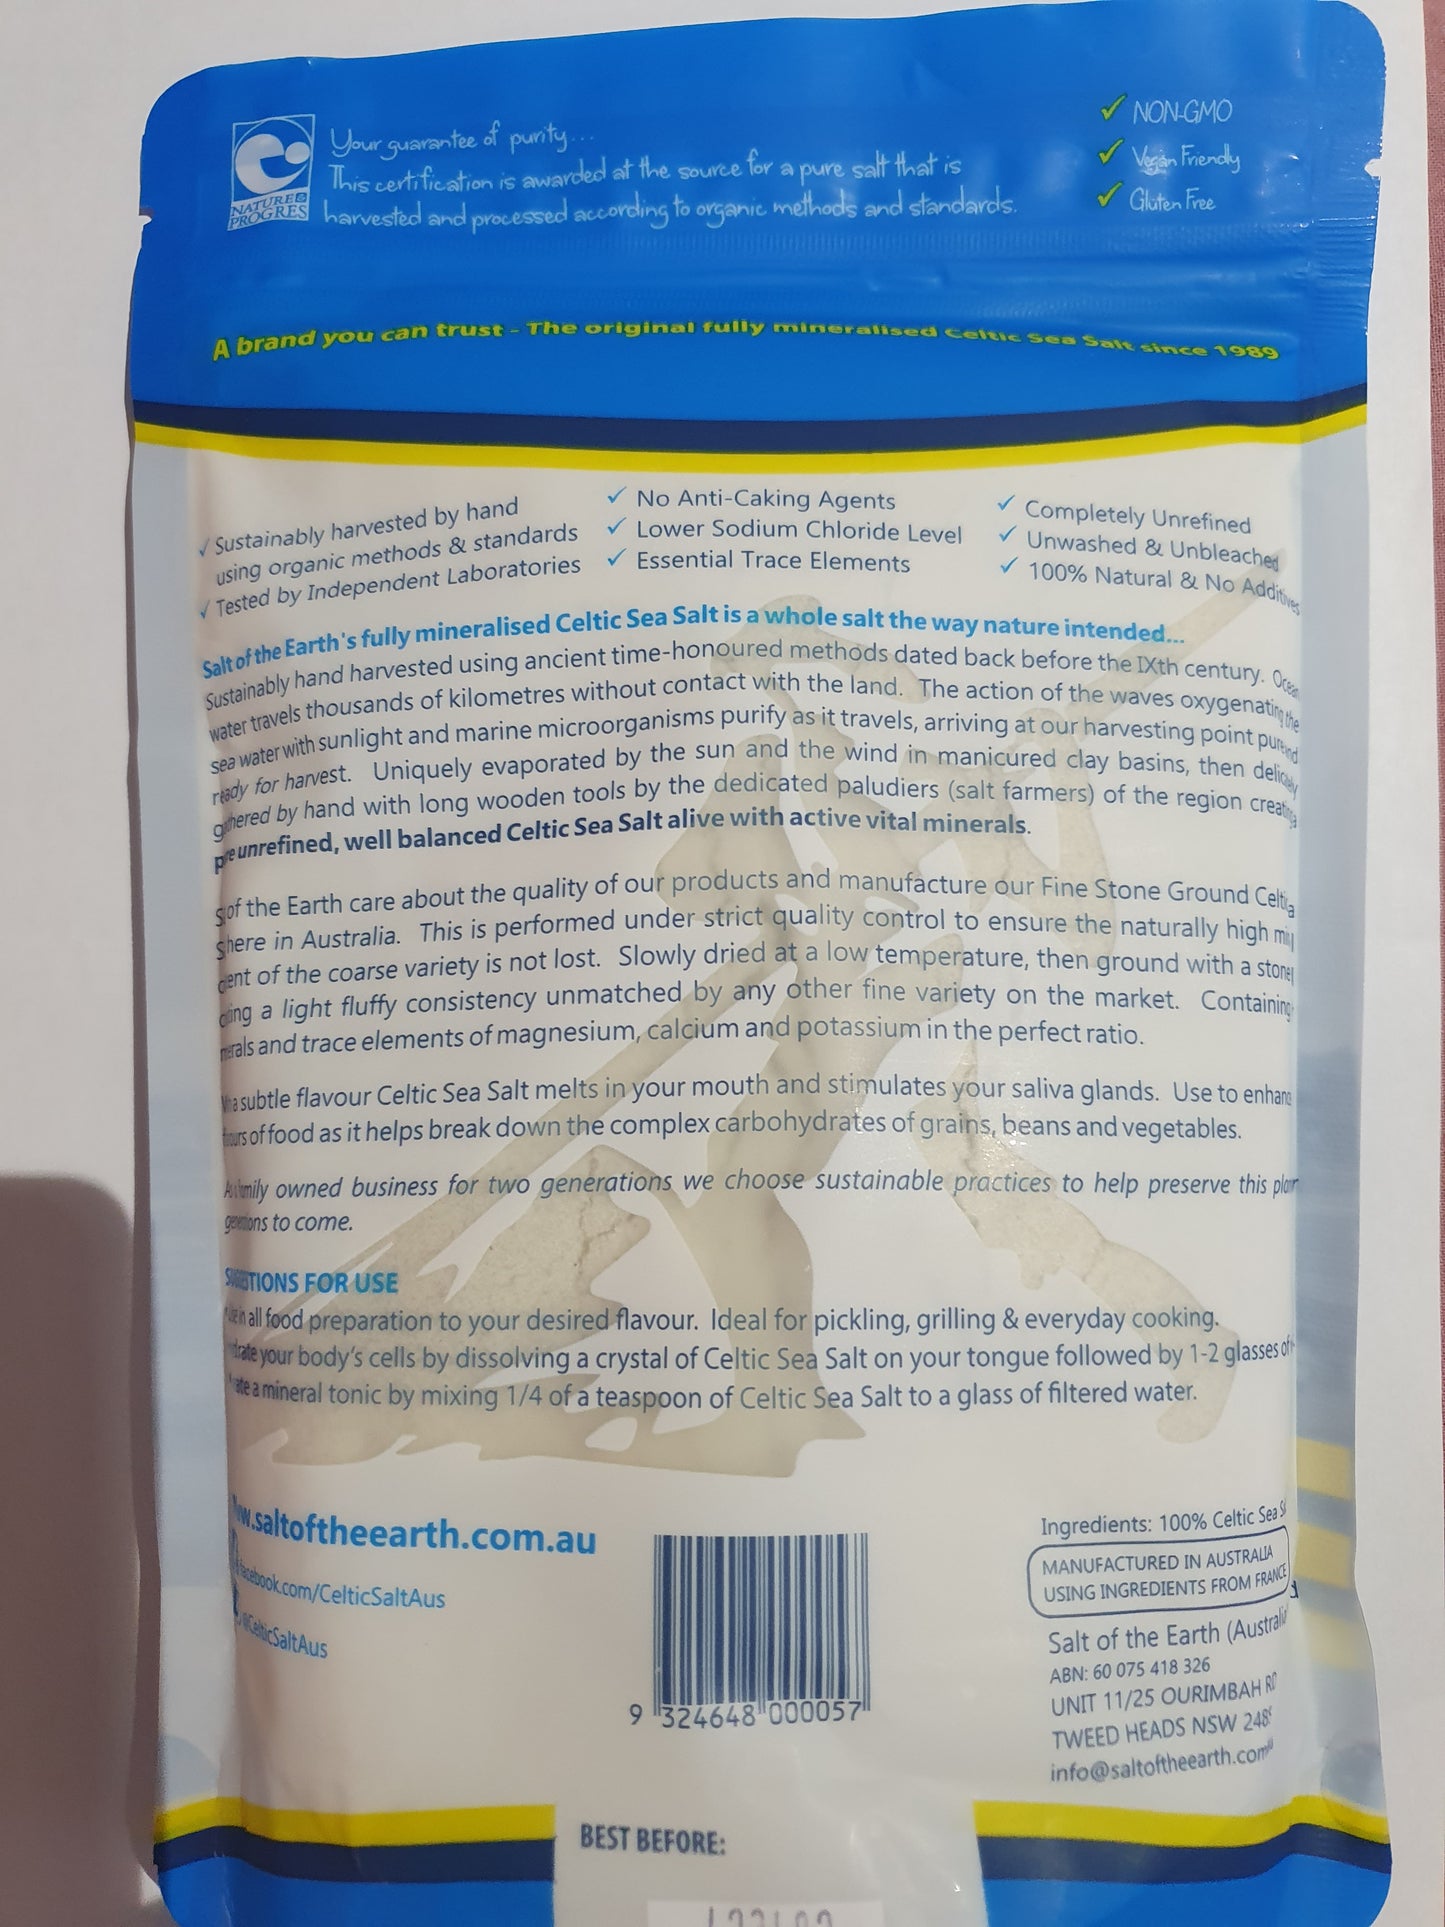 NATURE &
PROGRES
Your guarantee of purity...
This certification is awarded at the source for a pure salt that is
harvested and processed according to organic methods and standards.
✓ NON-GMO
✓ Vegan Friendly
✓ Gluten Free
A brand you can trust - The original fully mineralised Celtic Sea Salt since 1989
✓ Sustainably harvested by hand
using organic methods & standards
✓ Tested by Independent Laboratories
✓ No Anti-Caking Agents
✓ Lower Sodium Chloride Level
✓ Essential Trace Elements
✓ Completely Unrefined
✓ Unwashed & Unbleached
✓ 100% Natural & No Additives
Salt of the Earth's fully mineralised Celtic Sea Salt is a whole salt the way nature intended...
Sustainably hand harvested using ancient time-honoured methods dated back before the IXth century. Ocean
water travels thousands of kilometres without contact with the land. The action of the waves oxygenating the
sea water with sunlight and marine microorganisms purify as it travels, arriving at our harvesting point pure and
ready for harvest. Uniquely evaporated by the sun and the wind in manicured clay basins, then delicately
gathered by hand with long wooden tools by the dedicated paludiers (salt farmers) of the region creating a
pure unrefined, well balanced Celtic Sea Salt alive with active vital minerals.
of the Earth care about the quality of our products and manufacture our Fine Stone Ground
here in Australia. This is performed under strict quality control to ensure the naturally high
of the coarse variety is not lost. Slowly dried at a low temperature, then ground with a
a light fluffy consistency unmatched by any other fine variety on the market. Containing
and trace elements of magnesium, calcium and potassium in the perfect ratio.
a subtle flavour Celtic Sea Salt melts in your mouth and stimulates your saliva glands. Use to
of food as it helps break down the complex carbohydrates of grains, beans and vegetables.
owned business for two generations we choose sustainable practices to help preserve this
to come.
FOR USE
in all food preparation to your desired flavour. Ideal for pickling, grilling & everyday cooking.
your body's cells by dissolving a crystal of Celtic Sea Salt on your tongue followed by 1-2 glasses of
a mineral tonic by mixing 1/4 of a teaspoon of Celtic Sea Salt to a glass of filtered water.
www.saltoftheearth.com.au
facebook.com/CelticSaltAus
@CelticSaltAus
9 324648 000057
Ingredients: 100% Celtic Sea
MANUFACTURED IN AUSTRALIA
USING INGREDIENTS FROM FRANCE
Salt of the Earth (Australia
ABN: 60 075 418 326
UNIT 11/25 OURIMBAH RD
TWEED HEADS NSW
info@saltoftheearth.com
BEST BEFORE: